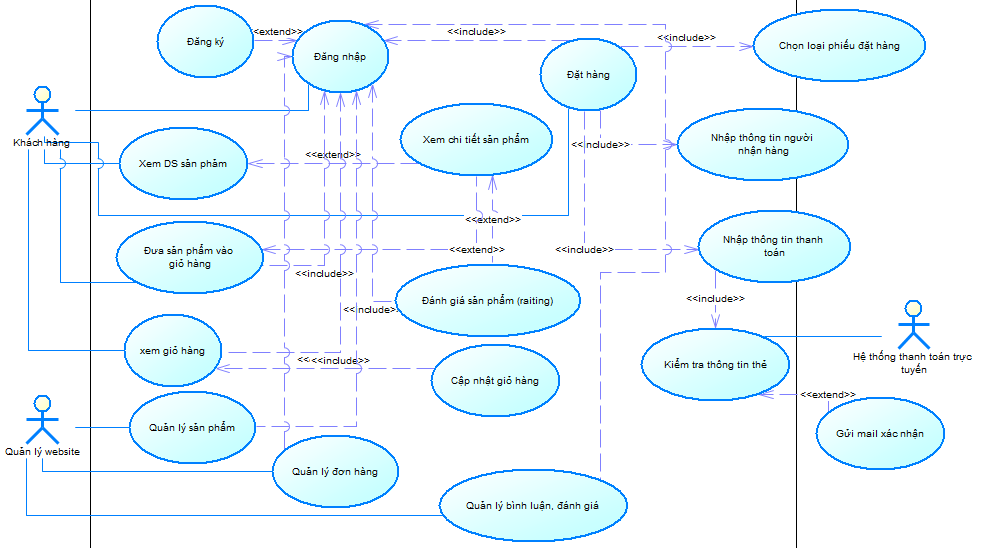 Đăng ký
<<extend>>
Đăng nhập
<<include>>
Đặt hàng
<<include>>
Chọn loại phiếu đặt hàng
Khách hàng
Xem DS sản phàm
<<extend>>
Xem chi tiết sản phẩm
<<include>>
Nhập thông tin người
nhận hàng
<<extend>>
Đưa sản phẩm vào
giỏ hàng
<<include>>
<<extend>>
<<include>>
Nhập thông tin thanh
toán
<<include>>
Đánh giá sản phẩm (raiting)
<<include>>
xem giỏ hàng
<<include>>
Cập nhật giỏ hàng
Kiểm tra thông tin thẻ
Hệ thống thanh toán trực
tuyến
<<extend>>
Gửi mail xác nhận
Quản lý website
Quản lý sản phẩm
Quản lý đơn hàng
Quản lý bình luận, đánh giá